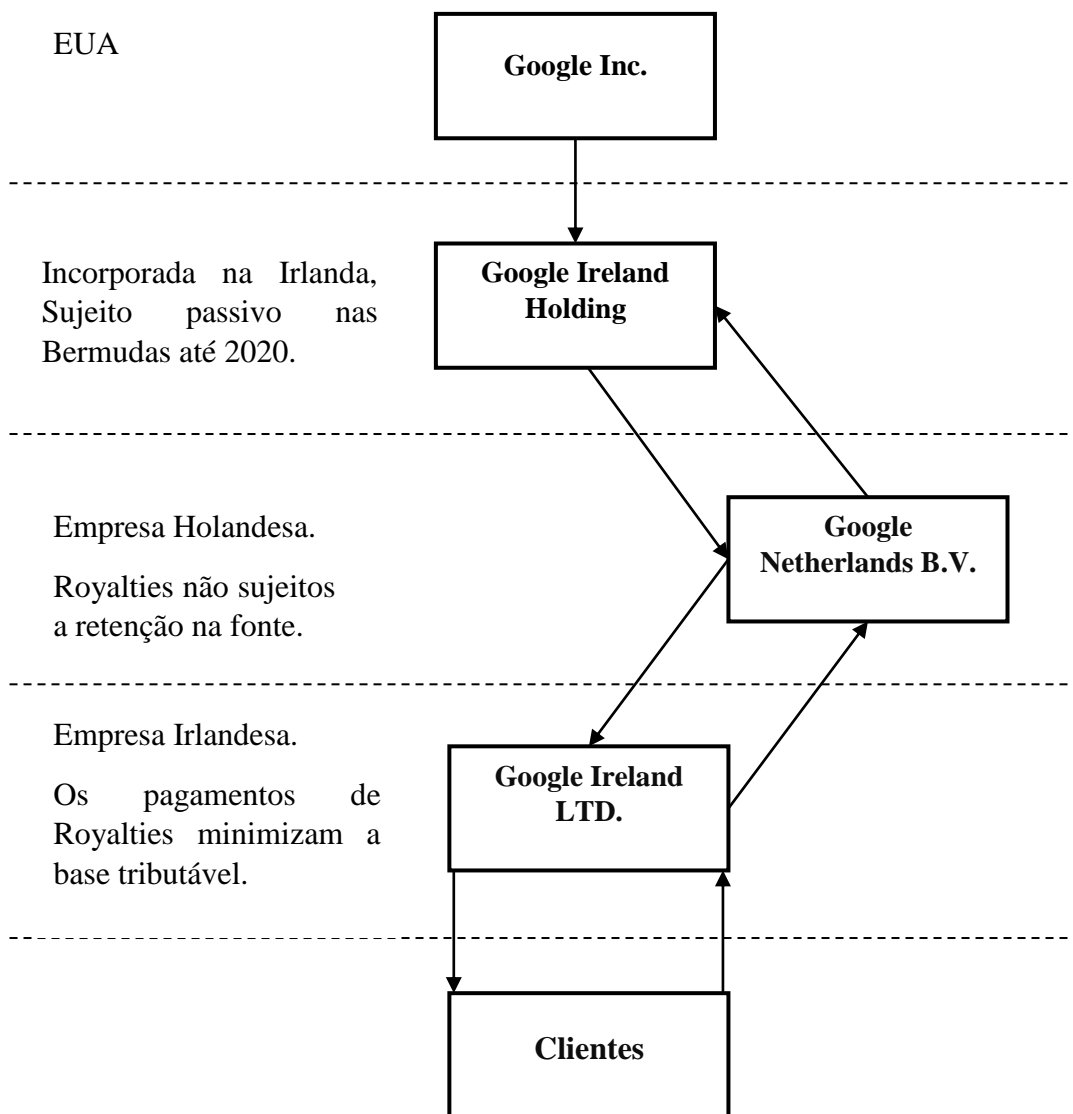 EUA
Google Inc.
Incorporada na Irlanda,
Sujeito passivo nas
Bermudas até 2020.
Google Ireland
Holding
Empresa Holandesa.
Royalties não sujeitos
a retenção na fonte.
Google
Netherlands B.V.
Empresa Irlandesa.
Os pagamentos de
Royalties minimizam a
base tributável.
Google Ireland
LTD.
Clientes